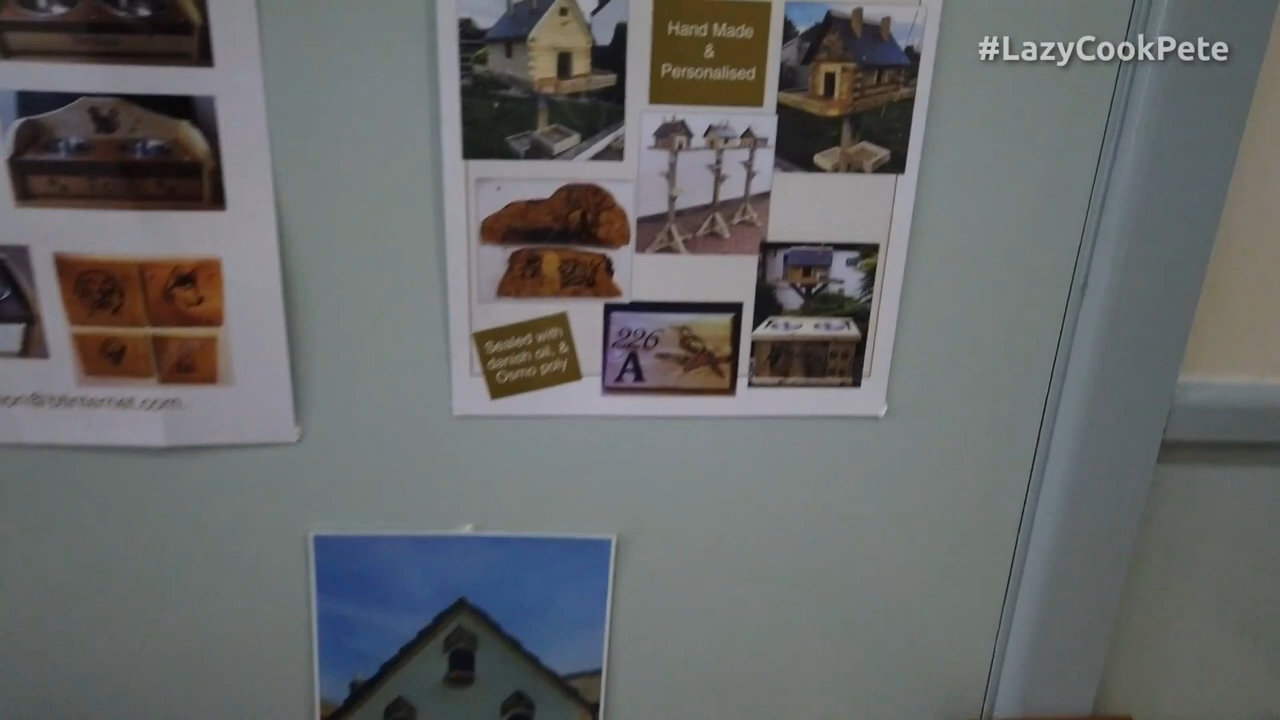 #LazyCookPete
Hand Made
&
Personalised
226
A
Sealed with
danish oil, &
Osmo poly